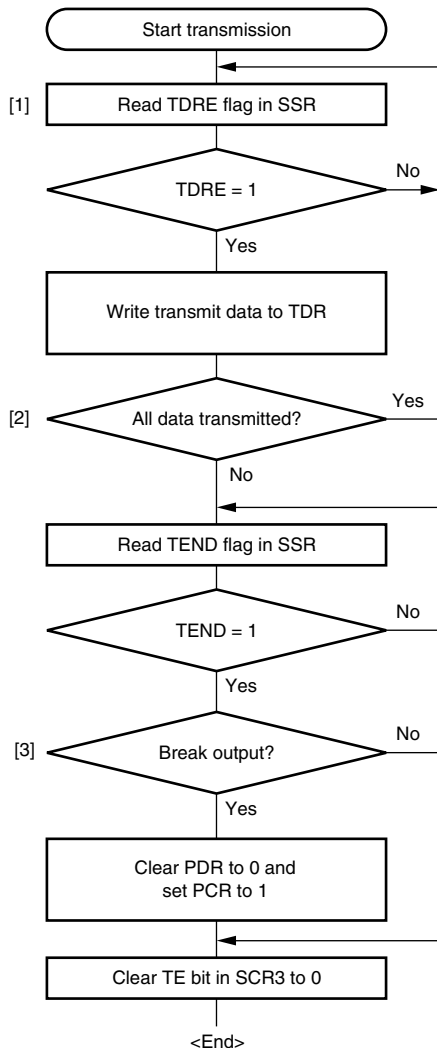 Start transmission
[1]
Read TDRE flag in SSR
No
TDRE = 1
Yes
Write transmit data to TDR
[2]
All data transmitted?
Yes
No
Read TEND flag in SSR
No
TEND = 1
Yes
[3]
Break output?
No
Yes
Clear PDR to 0 and
set PCR to 1
Clear TE bit in SCR3 to 0
<End>